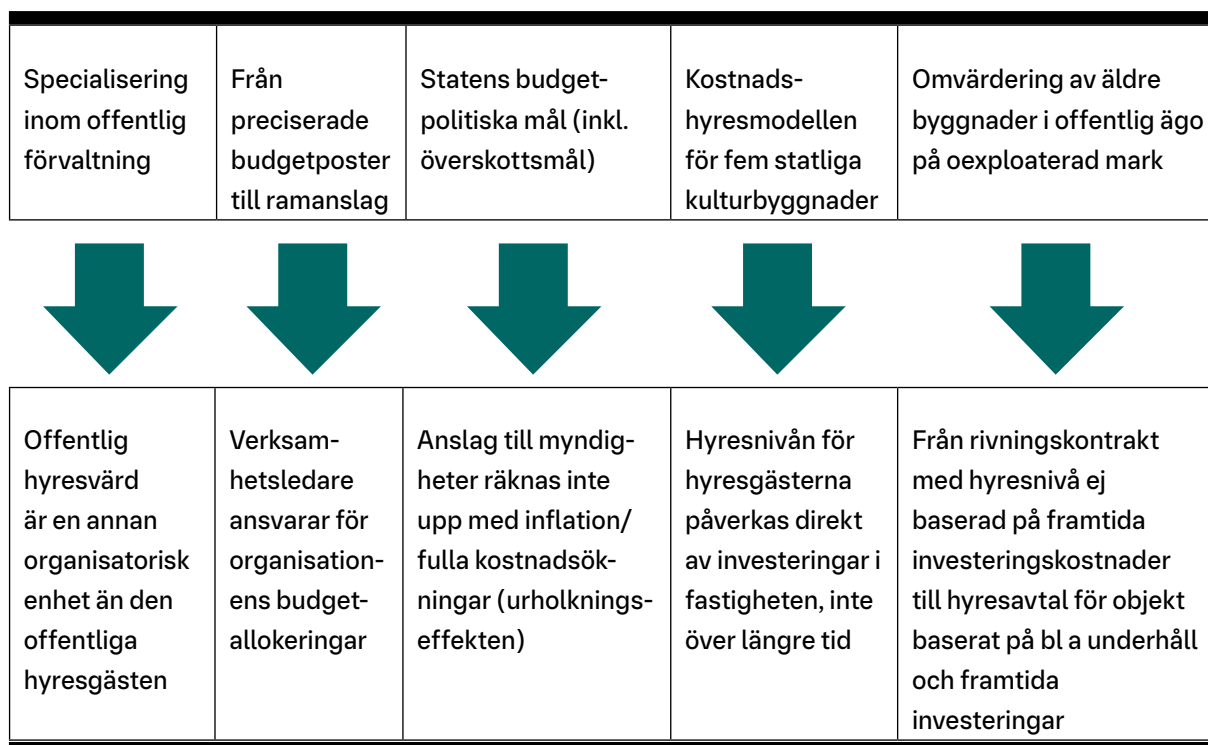 Specialisering
inom offentlig
förvaltning
Från
preciserade
budgetposter
till ramanslag
Statens budget-
politiska mål (inkl.
överskottsmål)
Kostnads-
hyresmodellen
för fem statliga
kulturbyggnader
Omvärdering av äldre
byggnader i offentlig ägo
på oexploaterad mark
Offentlig
hyresvärd
är en annan
organisatorisk
enhet än den
offentliga
hyresgästen
Verksam-
hetsledare
ansvarar för
organisation-
ens budget-
allokeringar
Anslag till myndig-
heter räknas inte
upp med inflation/
fulla kostnadsök-
ningar (urholknings-
effekten)
Hyresnivån för
hyresgästerna
påverkas direkt
av investeringar i
fastigheten, inte
över längre tid
Från rivningskontrakt
med hyresnivå ej
baserad på framtida
investeringskostnader
till hyresavtal för objekt
baserat på bl a underhåll
och framtida
investeringar